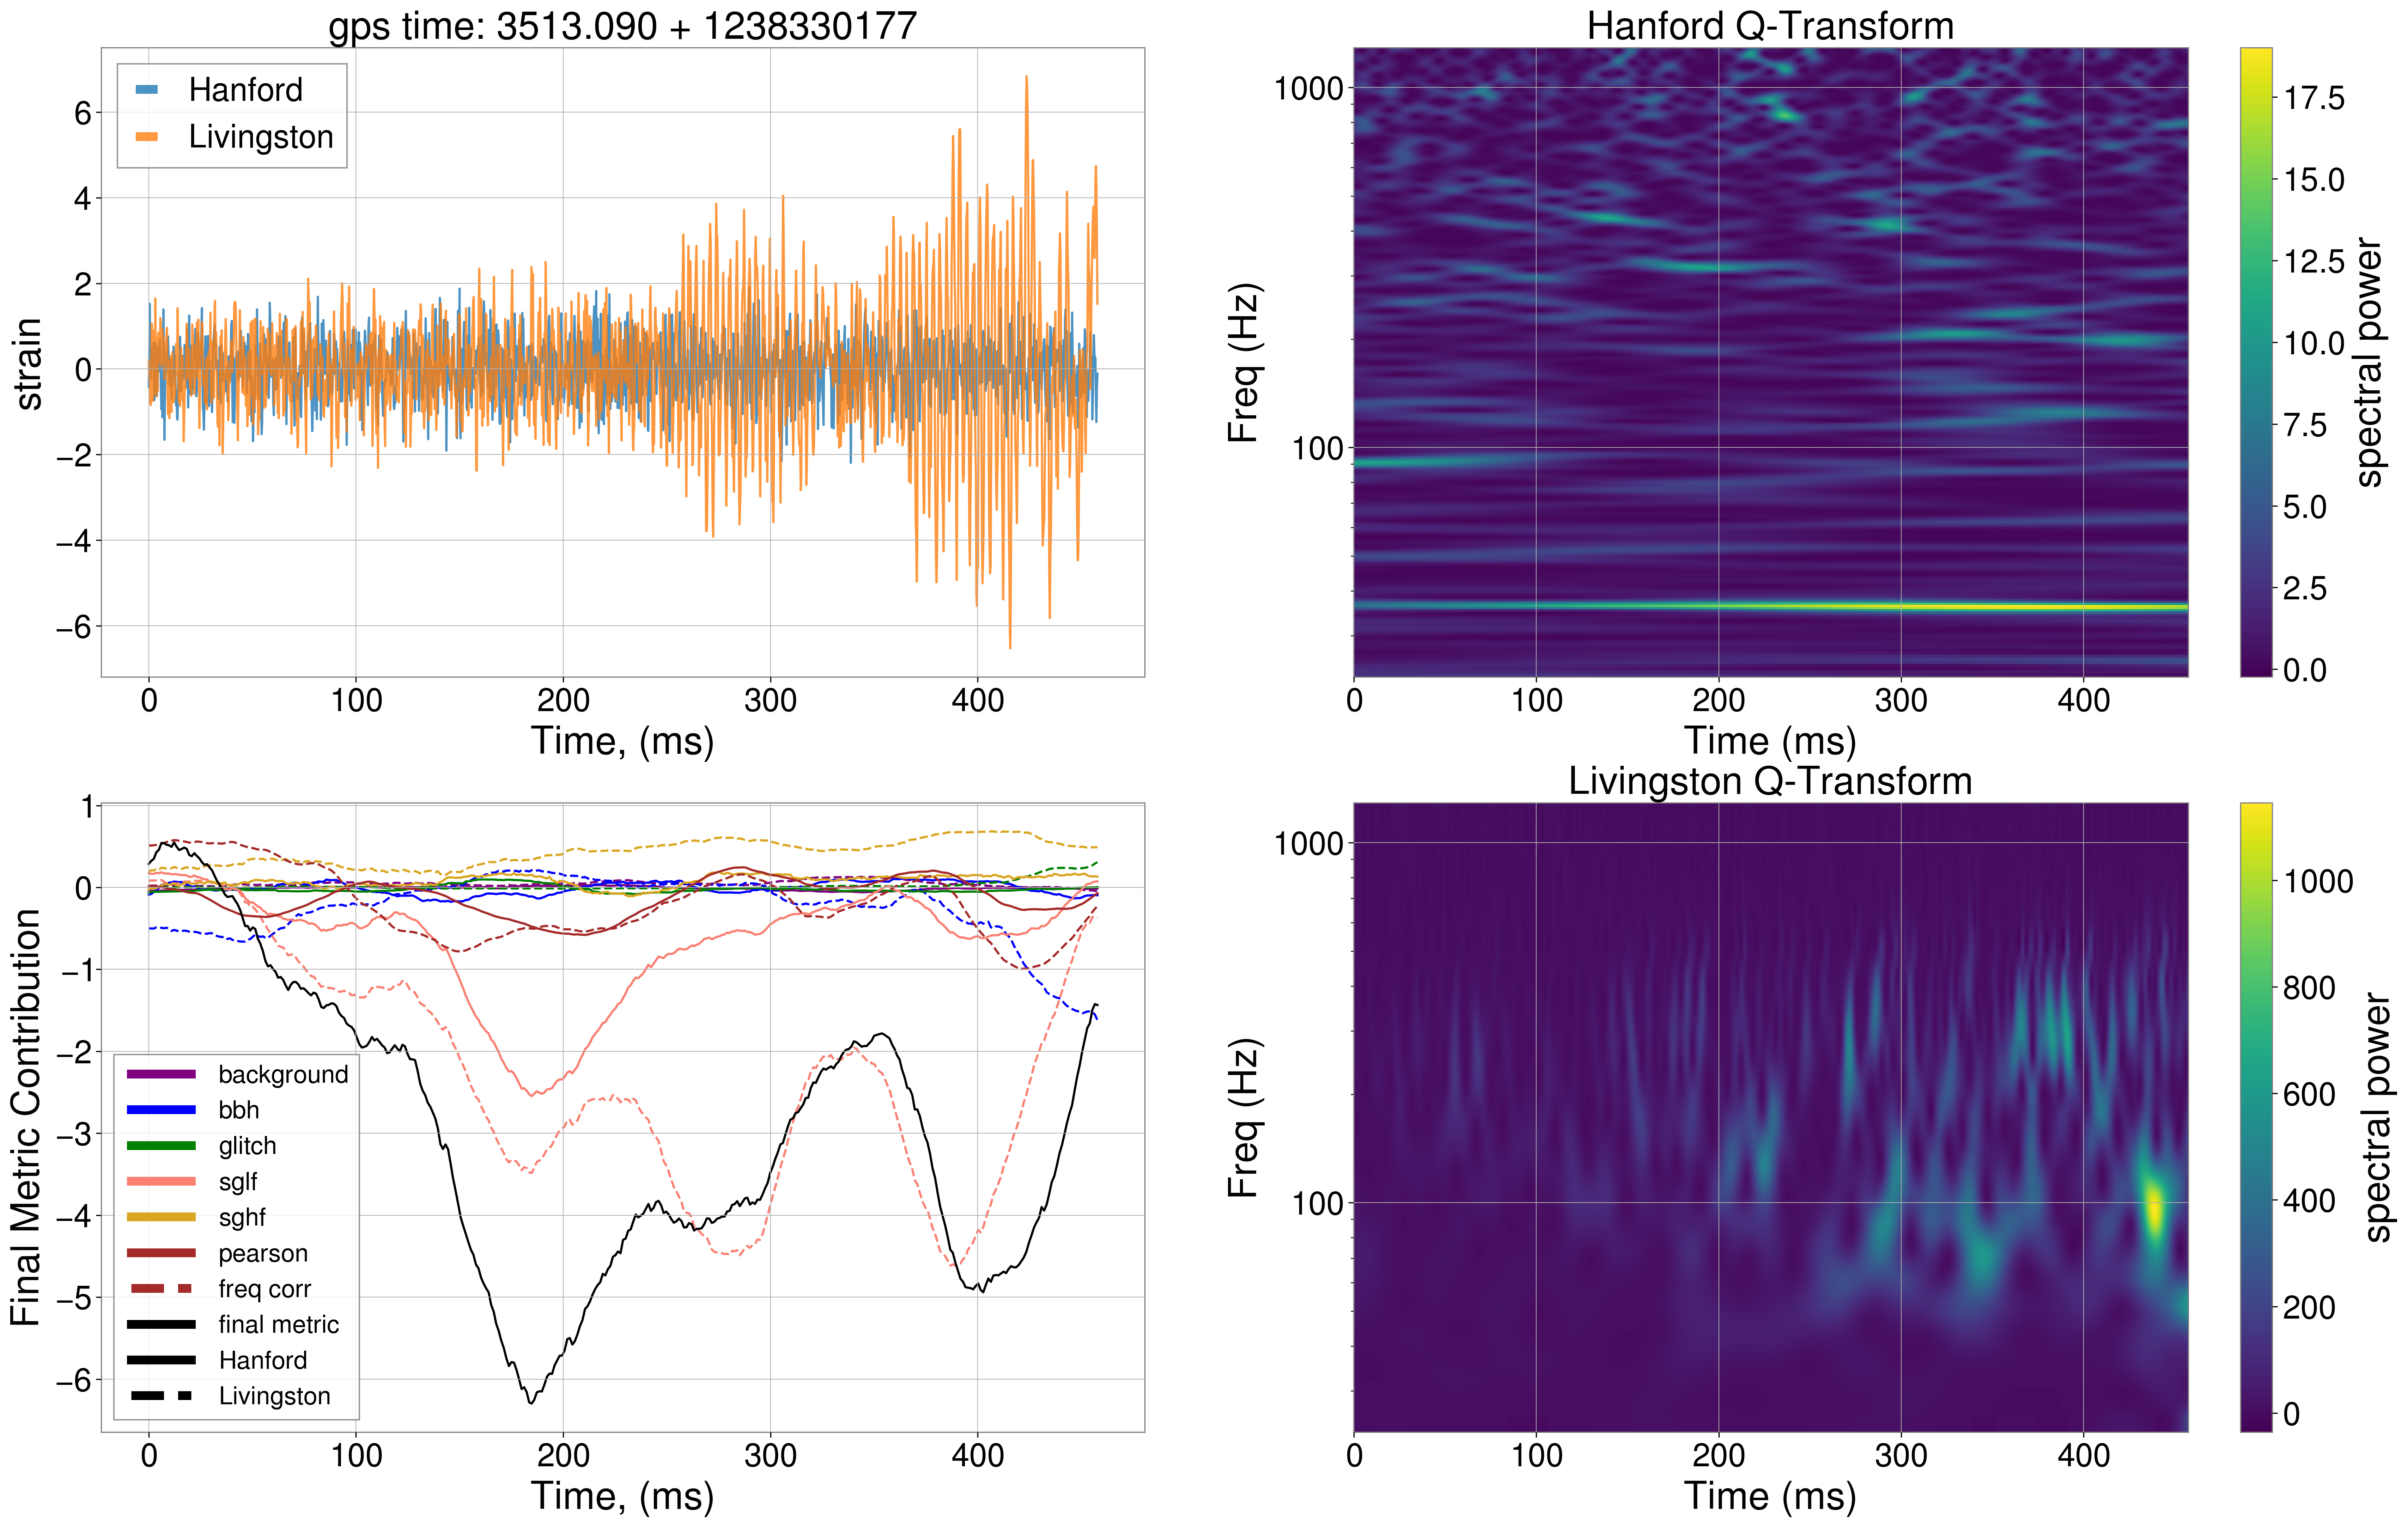 gps time: 3513.090 + 1238330177
Hanford
Livingston
6
4
2
0
−2
−4
−6
strain
0 100 200 300 400
Time, (ms)
Hanford Q-Transform
1000
100
Freq (Hz)
0 100 200 300 400
Time (ms)
17.5
15.0
12.5
10.0
7.5
5.0
2.5
0.0
spectral power
1
0
−1
−2
−3
−4
−5
−6
Final Metric Contribution
background
bbh
glitch
sglf
sghf
pearson
freq corr
final metric
Hanford
Livingston
0 100 200 300 400
Time, (ms)
Livingston Q-Transform
1000
100
Freq (Hz)
0 100 200 300 400
Time (ms)
1000
800
600
400
200
0
spectral power